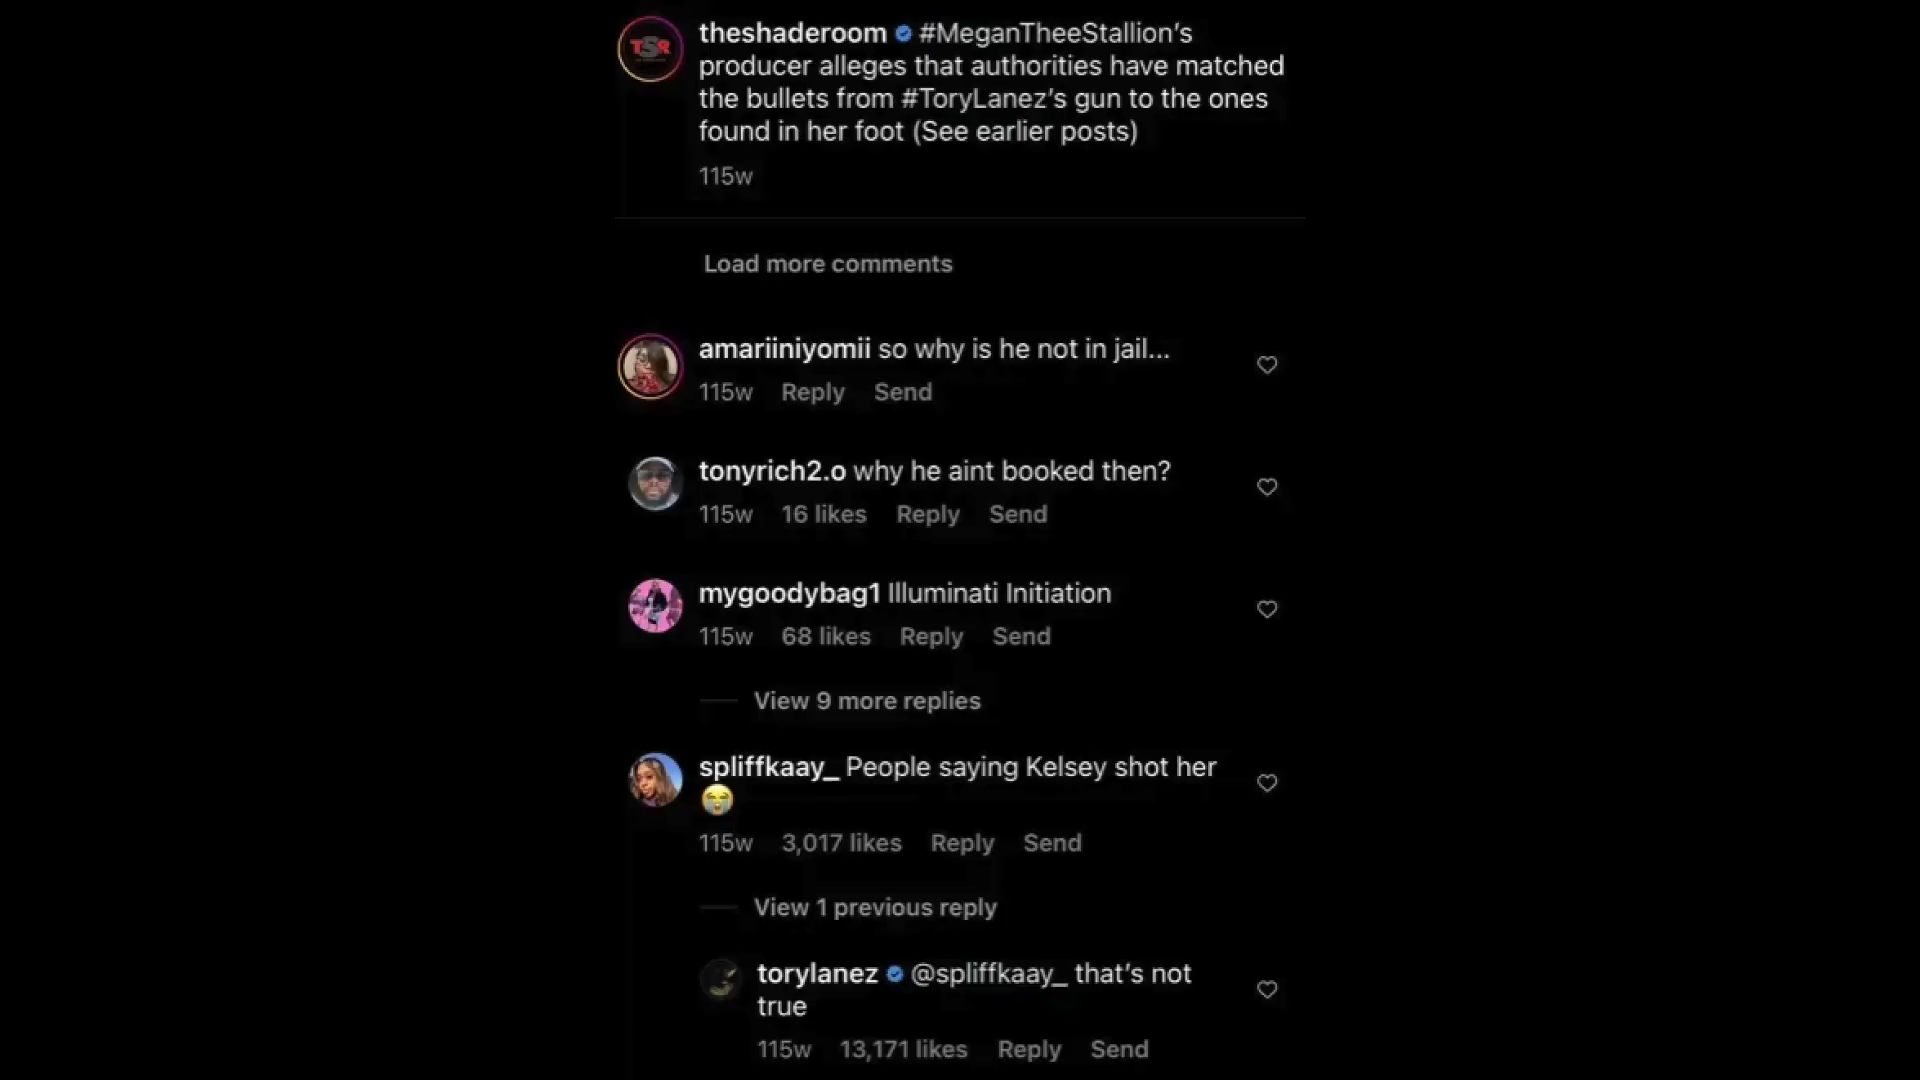 TSR
theshaderoom #MeganTheeStallion's
producer alleges that authorities have matched
the bullets from #ToryLanez's gun to the ones
found in her foot (See earlier posts)
115w
Load more comments
amariiniyomii so why is he not in jail...
115w Reply Send
tonyrich2.o why he aint booked then?
115w 16 likes Reply Send
mygoodybag1 Illuminati Initiation
115w 68 likes Reply Send
View 9 more replies
spliffkaay_ People saying Kelsey shot her
😭
115w 3,017 likes Reply Send
View 1 previous reply
torylanez @spliffkaay_ that's not
true
115w 13,171 likes Reply Send